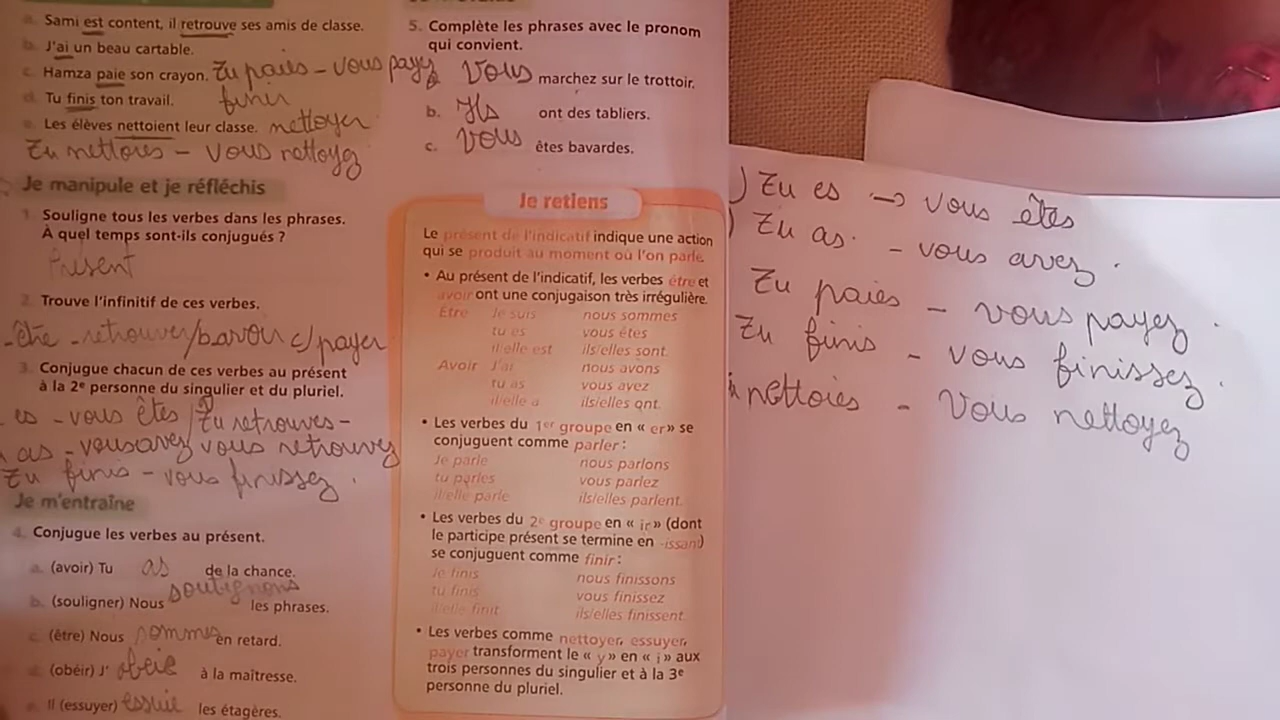 a. Sami est content, il retrouve ses amis de classe.
b. J'ai un beau cartable.
c. Hamza paie son crayon. Tu paies - vous payez
d. Tu finis ton travail. finir
e. Les élèves nettoient leur classe. nettoyer
Tu nettoies - vous nettoyez
Je manipule et je réfléchis
1. Souligne tous les verbes dans les phrases.
À quel temps sont-ils conjugués ?
Présent
2. Trouve l'infinitif de ces verbes.
être - retrouver/b avoir c/ payer
3. Conjugue chacun de ces verbes au présent
à la 2e personne du singulier et du pluriel.
es - vous êtes / Tu retrouves -
as - vous avez vous retrouvez
Tu finis - vous finissez.
Je m'entraîne
4. Conjugue les verbes au présent.
a. (avoir) Tu as de la chance.
b. (souligner) Nous soulignons les phrases.
c. (être) Nous sommes en retard.
d. (obéir) J' obéis à la maîtresse.
e. Il (essuyer) essuie les étagères.
5. Complète les phrases avec le pronom
qui convient.
Vous marchez sur le trottoir.
b. Ils ont des tabliers.
c. Vous êtes bavardes.
Je retiens
Le présent de l'indicatif indique une action
qui se produit au moment où l'on parle.
• Au présent de l'indicatif, les verbes être et
avoir ont une conjugaison très irrégulière.
Être Je suis nous sommes
tu es vous êtes
il/elle est ils/elles sont.
Avoir J'ai nous avons
tu as vous avez
il/elle a ils/elles ont.
• Les verbes du 1er groupe en « er » se
conjuguent comme parler :
Je parle nous parlons
tu parles vous parlez
il/elle parle ils/elles parlent.
• Les verbes du 2e groupe en « ir » (dont
le participe présent se termine en -issant)
se conjuguent comme finir :
Je finis nous finissons
tu finis vous finissez
il/elle finit ils/elles finissent.
• Les verbes comme nettoyer, essuyer,
payer transforment le « y » en « i » aux
trois personnes du singulier et à la 3e
personne du pluriel.
) Tu es → vous êtes
) Tu as. - vous avez.
Tu paies - vous payez.
Tu finis - vous finissez.
nettoies - Vous nettoyez